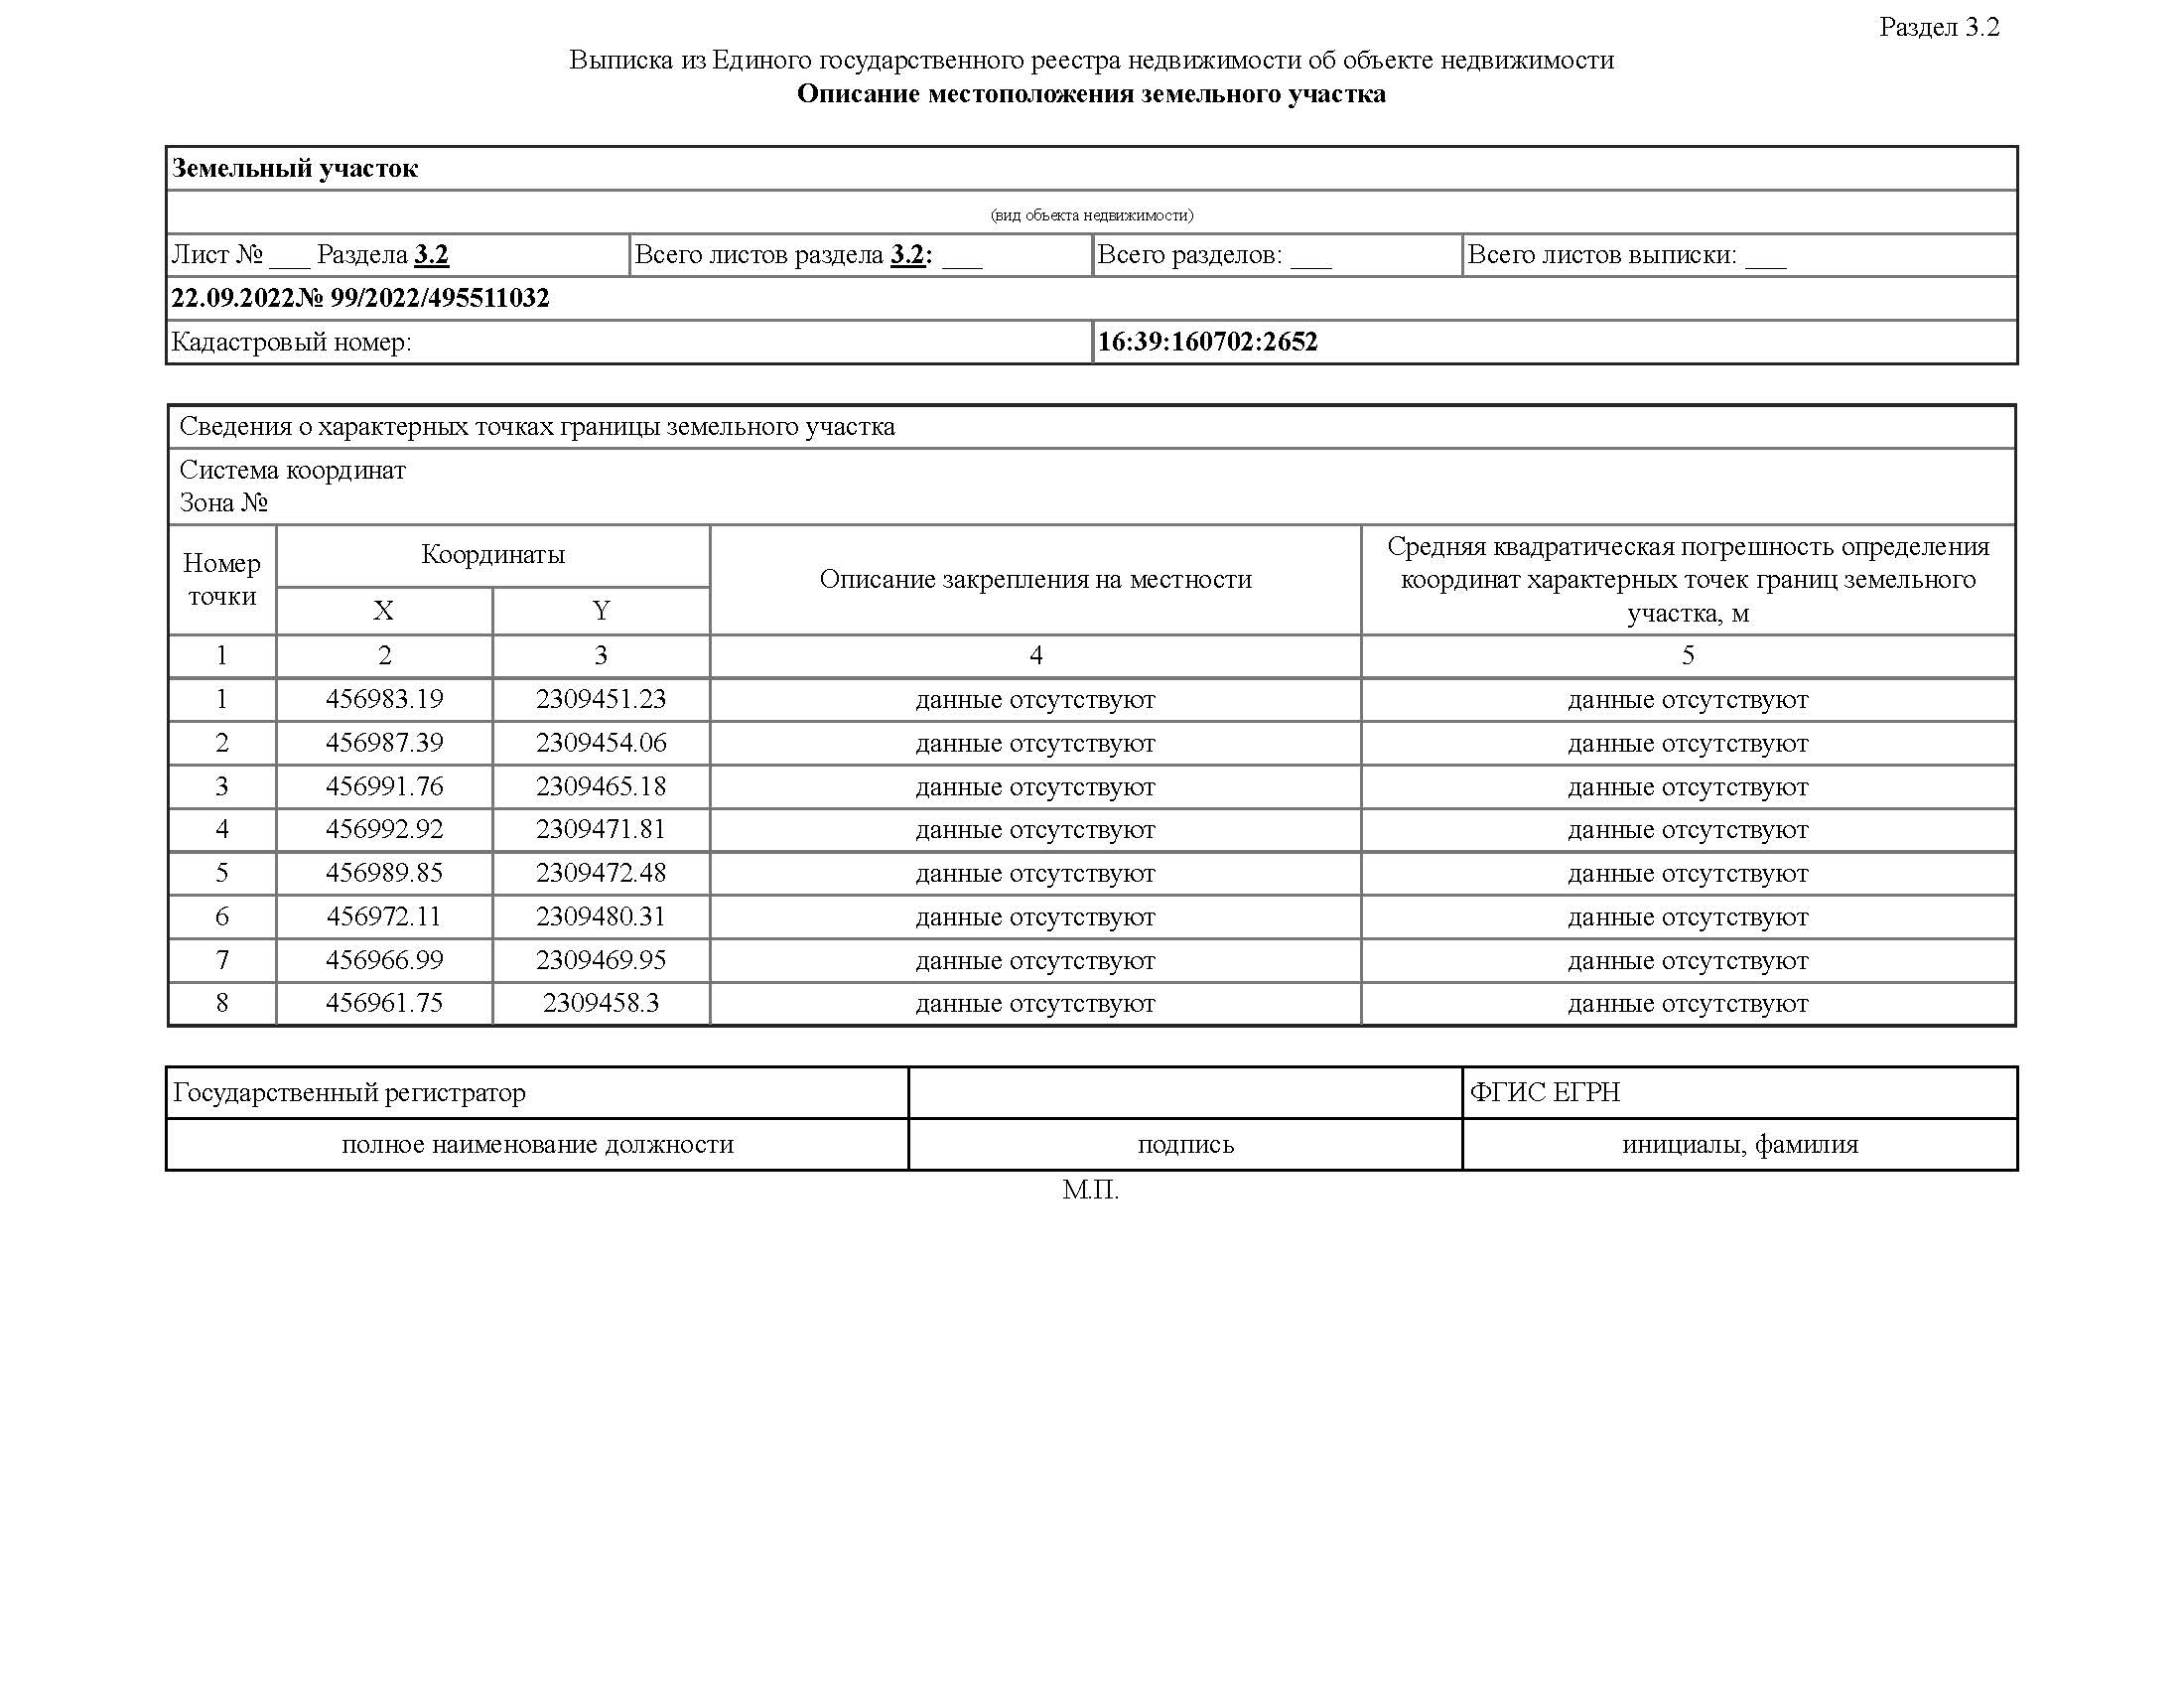 Раздел 3.2
Выписка из Единого государственного реестра недвижимости об объекте недвижимости
Описание местоположения земельного участка
Земельный участок
(вид объекта недвижимости)
Лист № ___ Раздела 3.2 Всего листов раздела 3.2: ___ Всего разделов: ___ Всего листов выписки: ___
22.09.2022№ 99/2022/495511032
Кадастровый номер: 16:39:160702:2652
Сведения о характерных точках границы земельного участка
Система координат
Зона №
Номер точки
Координаты
X Y
Описание закрепления на местности
Средняя квадратическая погрешность определения
координат характерных точек границ земельного
участка, м
1 2 3 4 5
1 456983.19 2309451.23 данные отсутствуют данные отсутствуют
2 456987.39 2309454.06 данные отсутствуют данные отсутствуют
3 456991.76 2309465.18 данные отсутствуют данные отсутствуют
4 456992.92 2309471.81 данные отсутствуют данные отсутствуют
5 456989.85 2309472.48 данные отсутствуют данные отсутствуют
6 456972.11 2309480.31 данные отсутствуют данные отсутствуют
7 456966.99 2309469.95 данные отсутствуют данные отсутствуют
8 456961.75 2309458.3 данные отсутствуют данные отсутствуют
Государственный регистратор ФГИС ЕГРН
полное наименование должности подпись инициалы, фамилия
М.П.